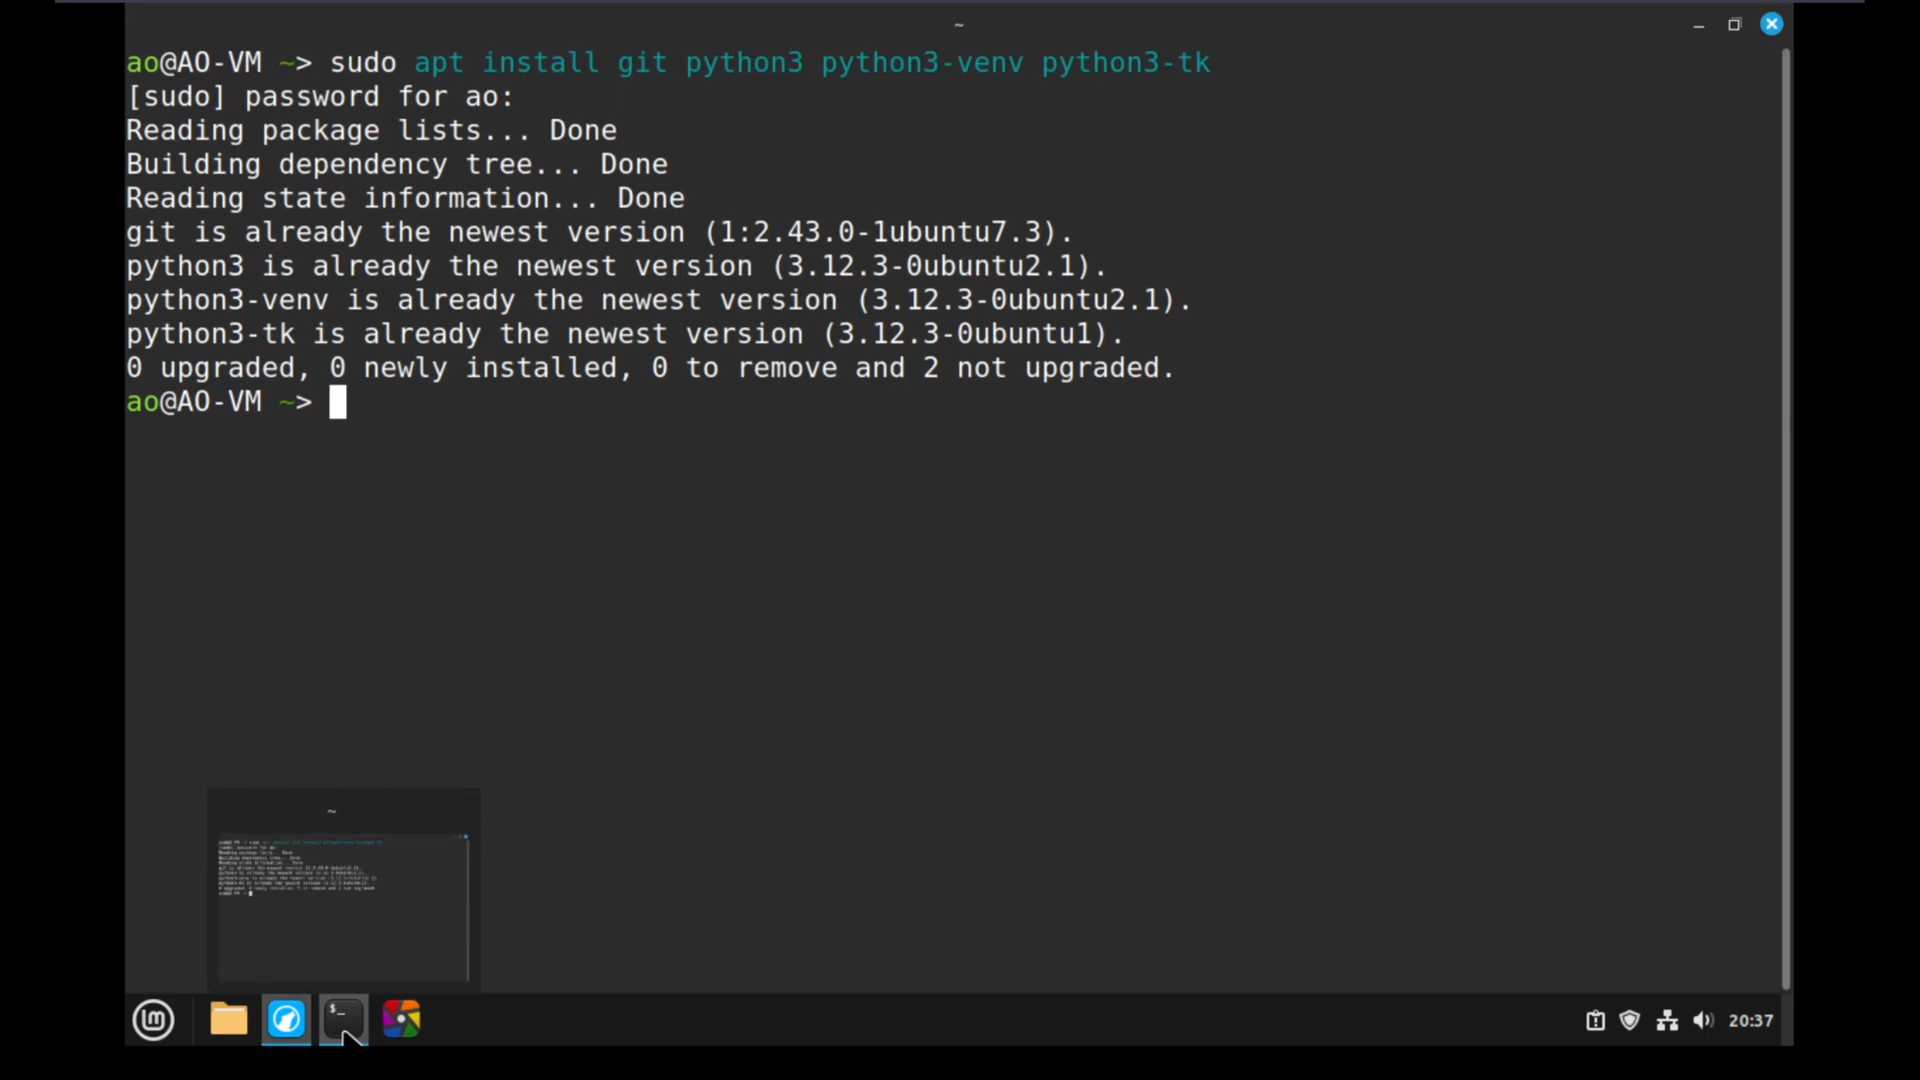 ~
ao@AO-VM ~> sudo apt install git python3 python3-venv python3-tk
[sudo] password for ao:
Reading package lists... Done
Building dependency tree... Done
Reading state information... Done
git is already the newest version (1:2.43.0-1ubuntu7.3).
python3 is already the newest version (3.12.3-0ubuntu2.1).
python3-venv is already the newest version (3.12.3-0ubuntu2.1).
python3-tk is already the newest version (3.12.3-0ubuntu1).
0 upgraded, 0 newly installed, 0 to remove and 2 not upgraded.
ao@AO-VM ~>
~
$_
20:37